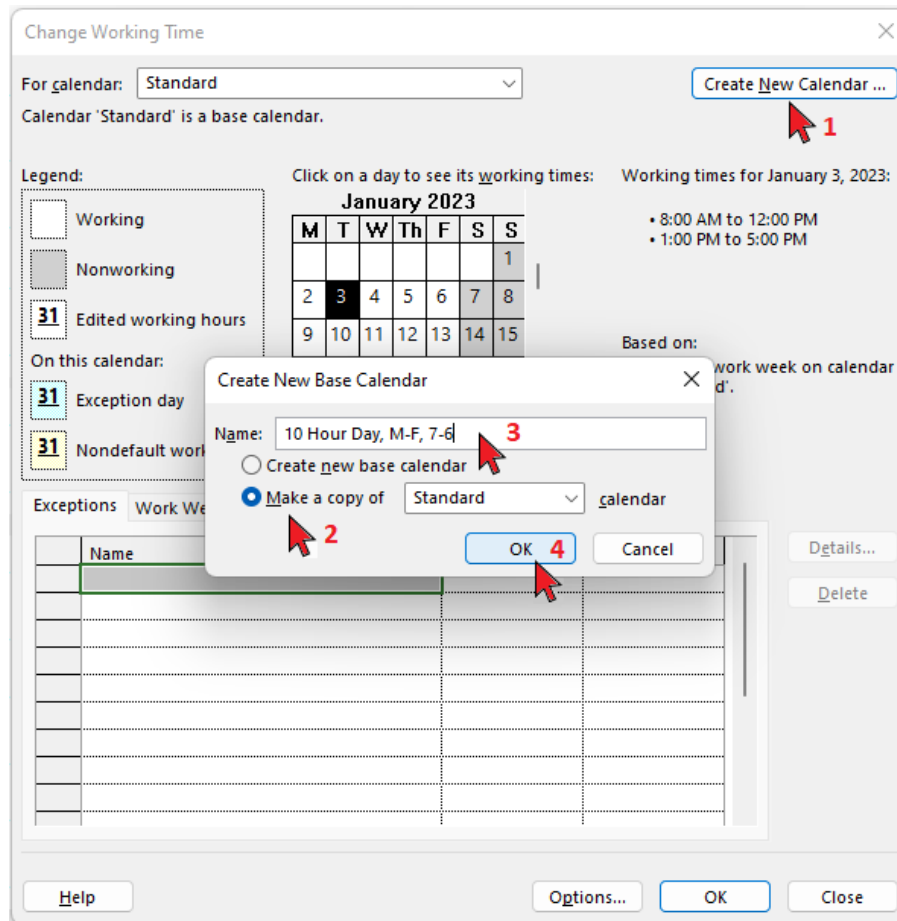 Change Working Time
For calendar: Standard
Create New Calendar ...
1
Calendar 'Standard' is a base calendar.
Legend:
Working
Nonworking
31 Edited working hours
On this calendar:
31 Exception day
31 Nondefault work
Click on a day to see its working times:
January 2023
M T W Th F S S
1
2 3 4 5 6 7 8
9 10 11 12 13 14 15
Working times for January 3, 2023:
• 8:00 AM to 12:00 PM
• 1:00 PM to 5:00 PM
Based on:
work week on calendar
d'.
Create New Base Calendar
Name: 10 Hour Day, M-F, 7-6 3
Create new base calendar
Make a copy of Standard calendar
2
OK 4 Cancel
Exceptions Work We
Name
Details...
Delete
Help Options... OK Close